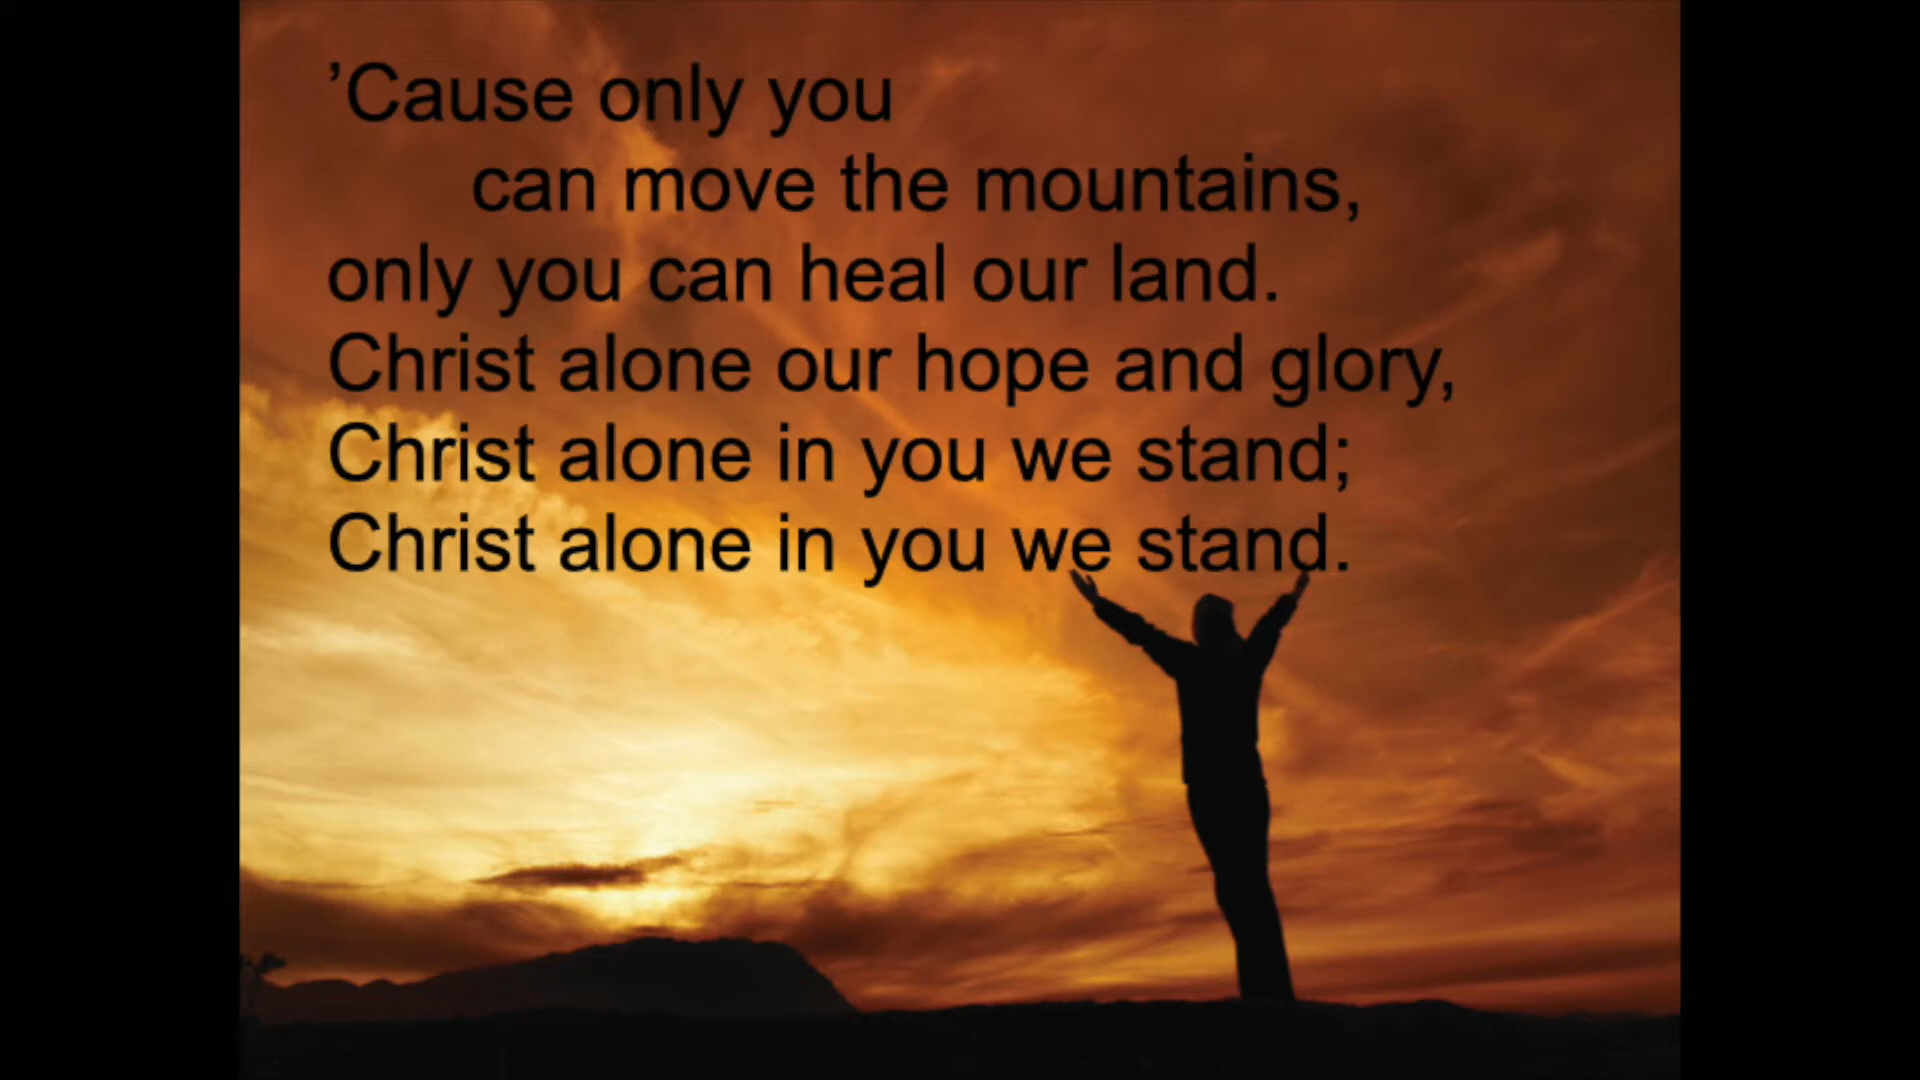 ’Cause only you
can move the mountains,
only you can heal our land.
Christ alone our hope and glory,
Christ alone in you we stand;
Christ alone in you we stand.